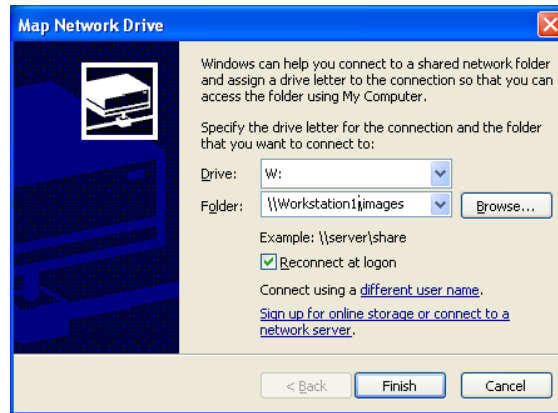 Map Network Drive
Windows can help you connect to a shared network folder
and assign a drive letter to the connection so that you can
access the folder using My Computer.
Specify the drive letter for the connection and the folder
that you want to connect to:
Drive: W:
Folder: \\Workstation1\images Browse...
Example: \\server\share
Reconnect at logon
Connect using a different user name.
Sign up for online storage or connect to a
network server.
< Back Finish Cancel